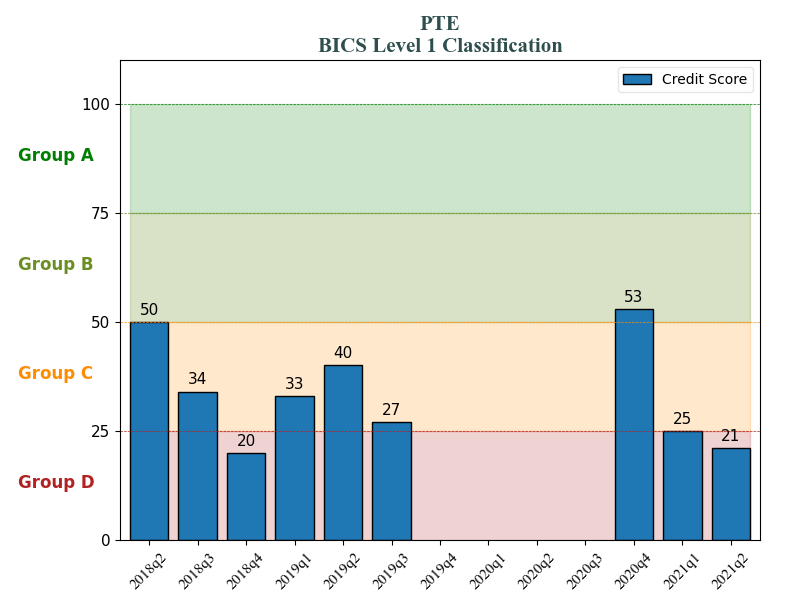 PTE
BICS Level 1 Classification
Credit Score
100
Group A
75
Group B
53
50
50
40
Group C
34
33
27
25
25
21
20
Group D
0
2018q2 2018q3 2018q4 2019q1 2019q2 2019q3 2019q4 2020q1 2020q2 2020q3 2020q4 2021q1 2021q2